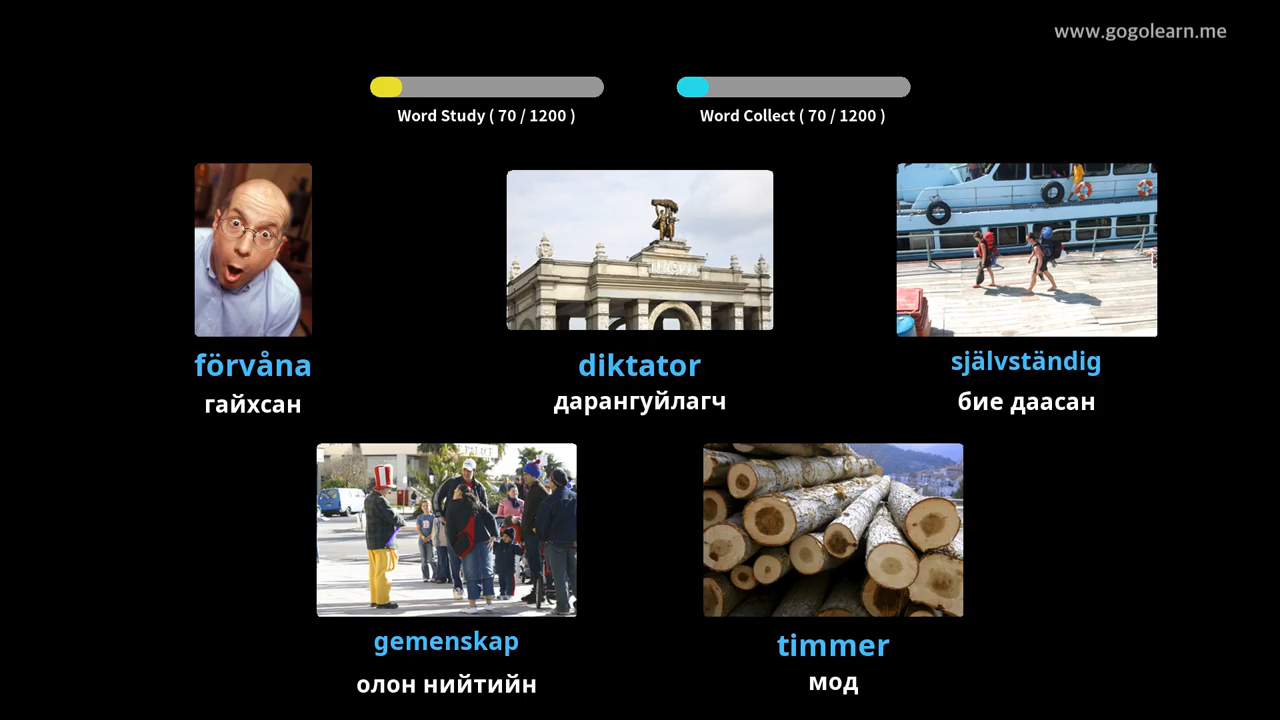 www.gogolearn.me
Word Study ( 70 / 1200 )
Word Collect ( 70 / 1200 )
förvåna
гайхсан
diktator
дарангуйлагч
självständig
бие даасан
gemenskap
олон нийтийн
timmer
мод